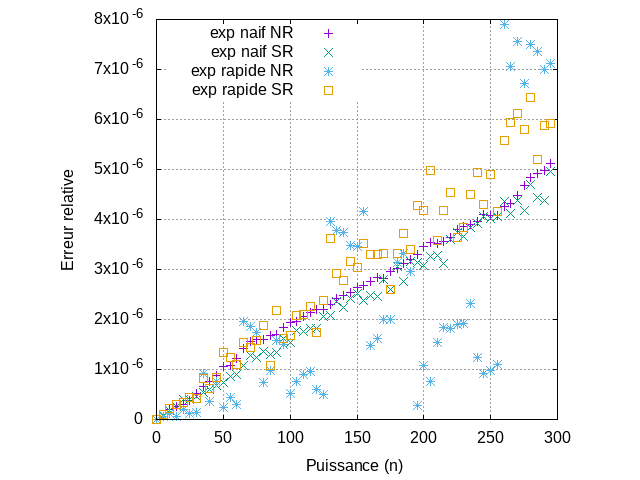 8x10-6
7x10-6
6x10-6
5x10-6
4x10-6
3x10-6
2x10-6
1x10-6
0
Erreur relative
exp naif NR
exp naif SR
exp rapide NR
exp rapide SR
0 50 100 150 200 250 300
Puissance (n)